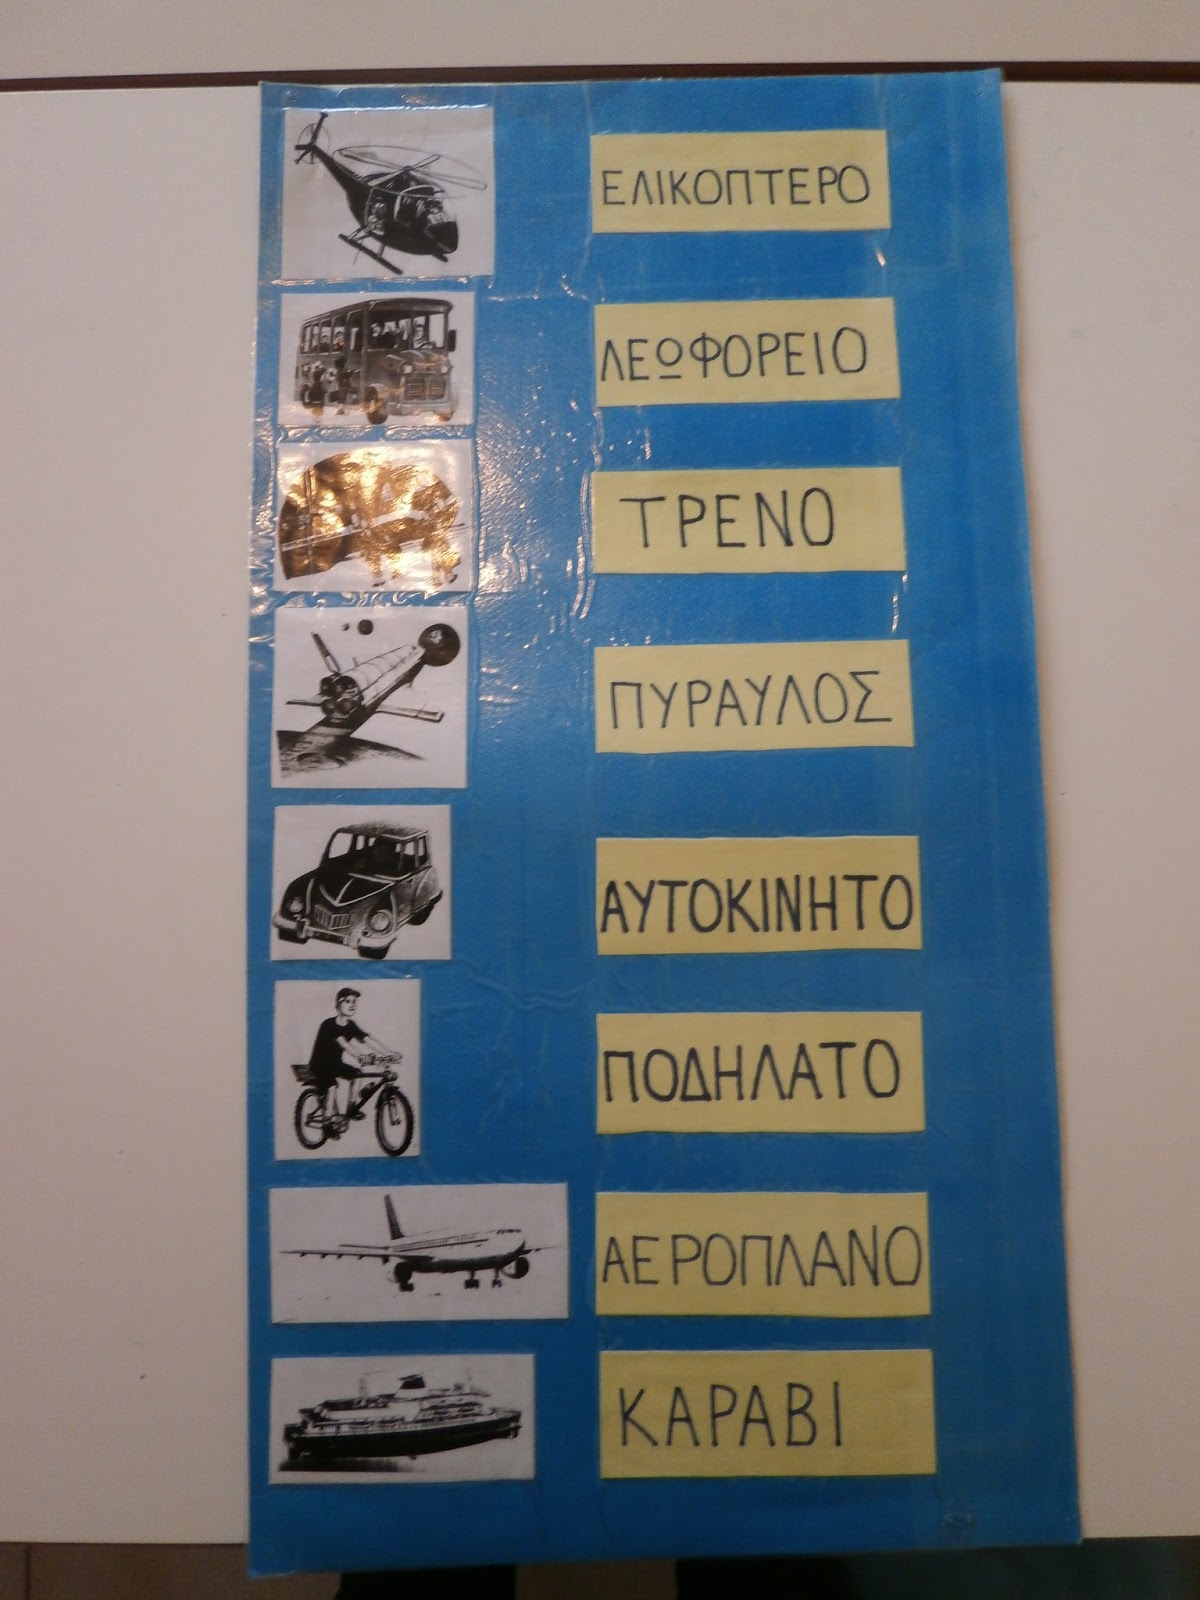 ΕΛΙΚΟΠΤΕΡΟ
ΛΕΩΦΟΡΕΙΟ
ΤΡΕΝΟ
ΠΥΡΑΥΛΟΣ
ΑΥΤΟΚΙΝΗΤΟ
ΠΟΔΗΛΑΤΟ
ΑΕΡΟΠΛΑΝΟ
ΚΑΡΑΒΙ